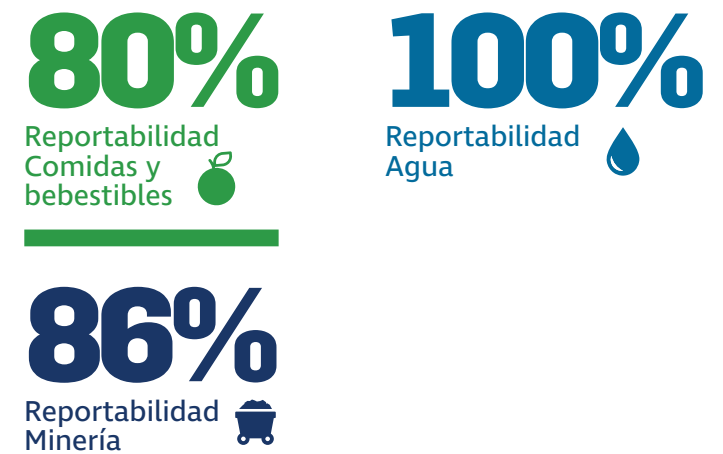 80%
Reportabilidad
Comidas y
bebestibles
100%
Reportabilidad
Agua
86%
Reportabilidad
Minería